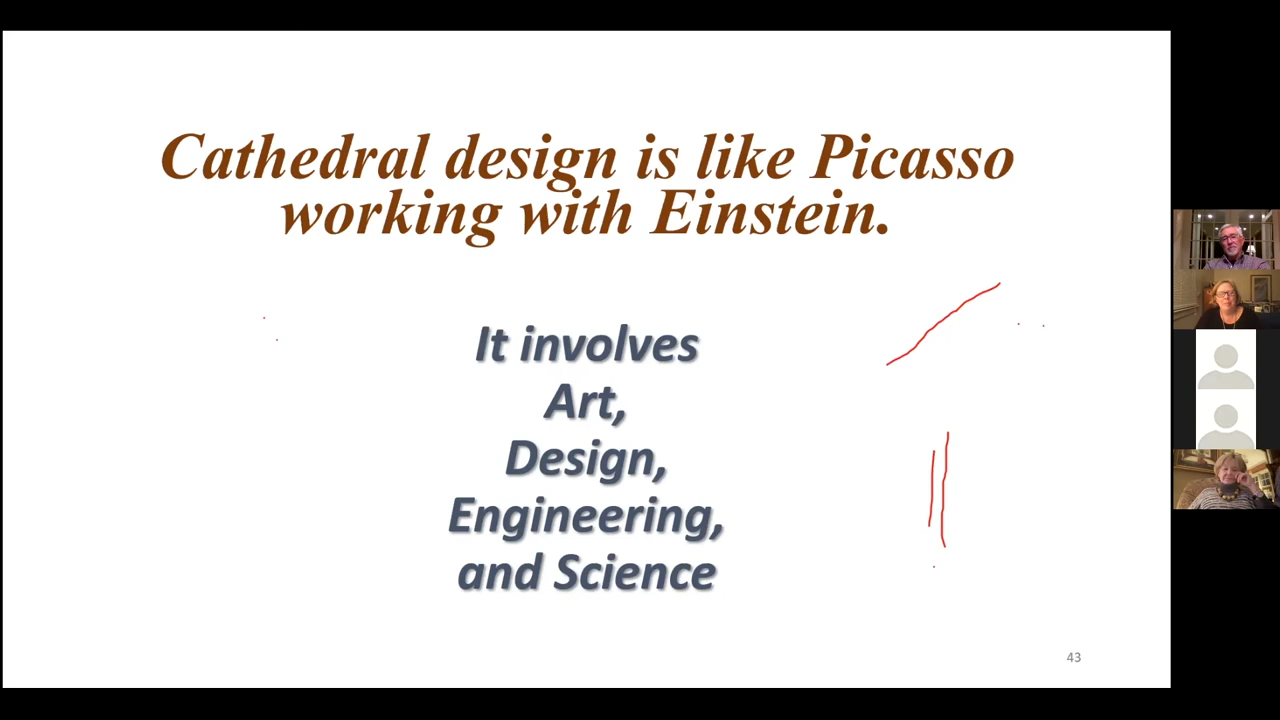 Cathedral design is like Picasso
working with Einstein.
It involves
Art,
Design,
Engineering,
and Science
43